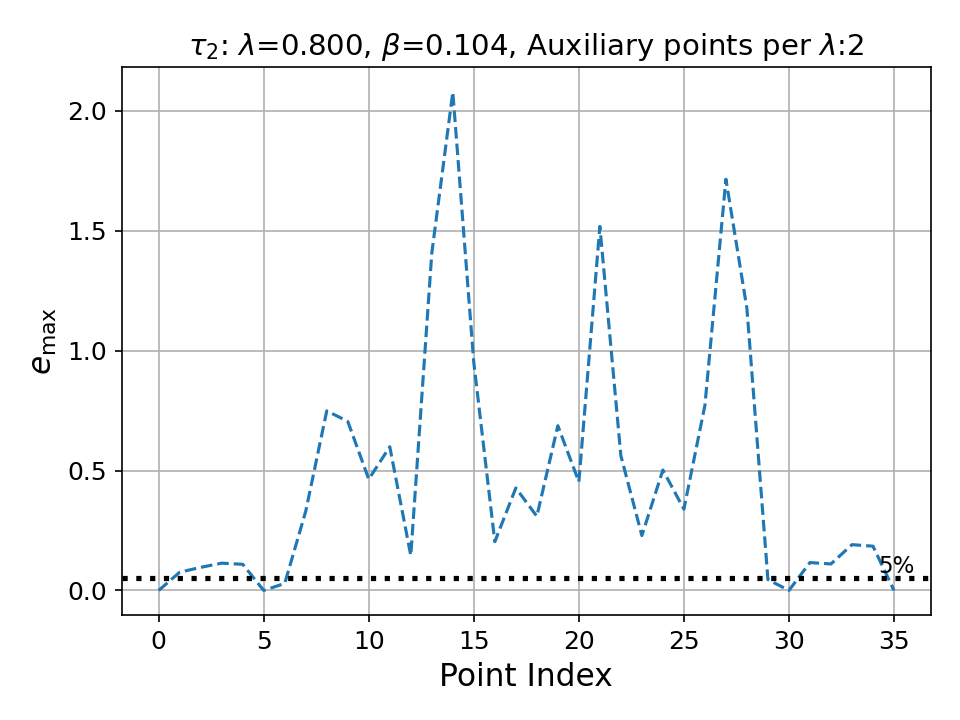 τ₂: λ=0.800, β=0.104, Auxiliary points per λ:2
2.0
1.5
1.0
0.5
0.0
e_max
5%
0 5 10 15 20 25 30 35
Point Index